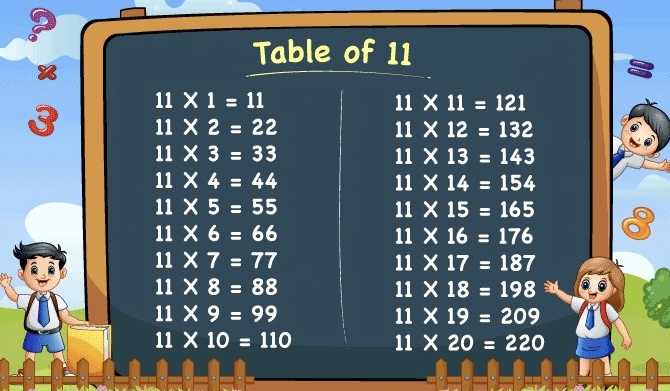 Table of 11
11 X 1 = 11
11 X 2 = 22
11 X 3 = 33
11 X 4 = 44
11 X 5 = 55
11 X 6 = 66
11 X 7 = 77
11 X 8 = 88
11 X 9 = 99
11 X 10 = 110
11 X 11 = 121
11 X 12 = 132
11 X 13 = 143
11 X 14 = 154
11 X 15 = 165
11 X 16 = 176
11 X 17 = 187
11 X 18 = 198
11 X 19 = 209
11 X 20 = 220
?
×
3
=
8